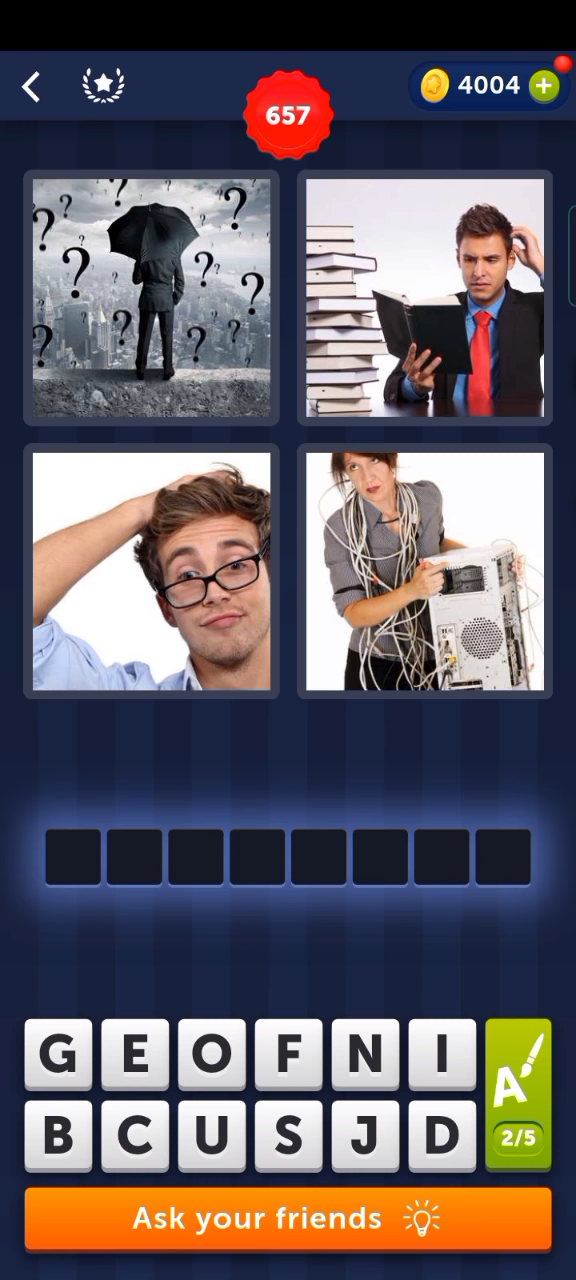 4004
657
? ? ? ? ? ? ? ? ? ? ?
G E O F N I
B C U S J D
A
2/5
Ask your friends